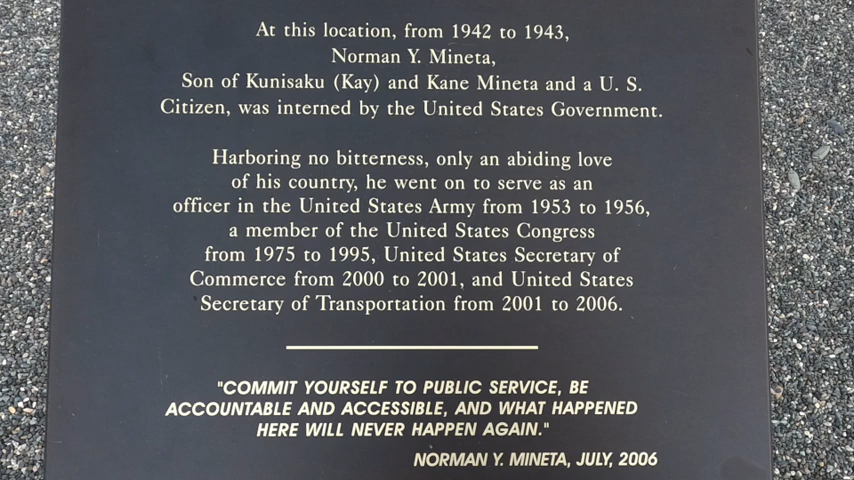 At this location, from 1942 to 1943,
Norman Y. Mineta,
Son of Kunisaku (Kay) and Kane Mineta and a U. S.
Citizen, was interned by the United States Government.
Harboring no bitterness, only an abiding love
of his country, he went on to serve as an
officer in the United States Army from 1953 to 1956,
a member of the United States Congress
from 1975 to 1995, United States Secretary of
Commerce from 2000 to 2001, and United States
Secretary of Transportation from 2001 to 2006.
"COMMIT YOURSELF TO PUBLIC SERVICE, BE
ACCOUNTABLE AND ACCESSIBLE, AND WHAT HAPPENED
HERE WILL NEVER HAPPEN AGAIN."
NORMAN Y. MINETA, JULY, 2006